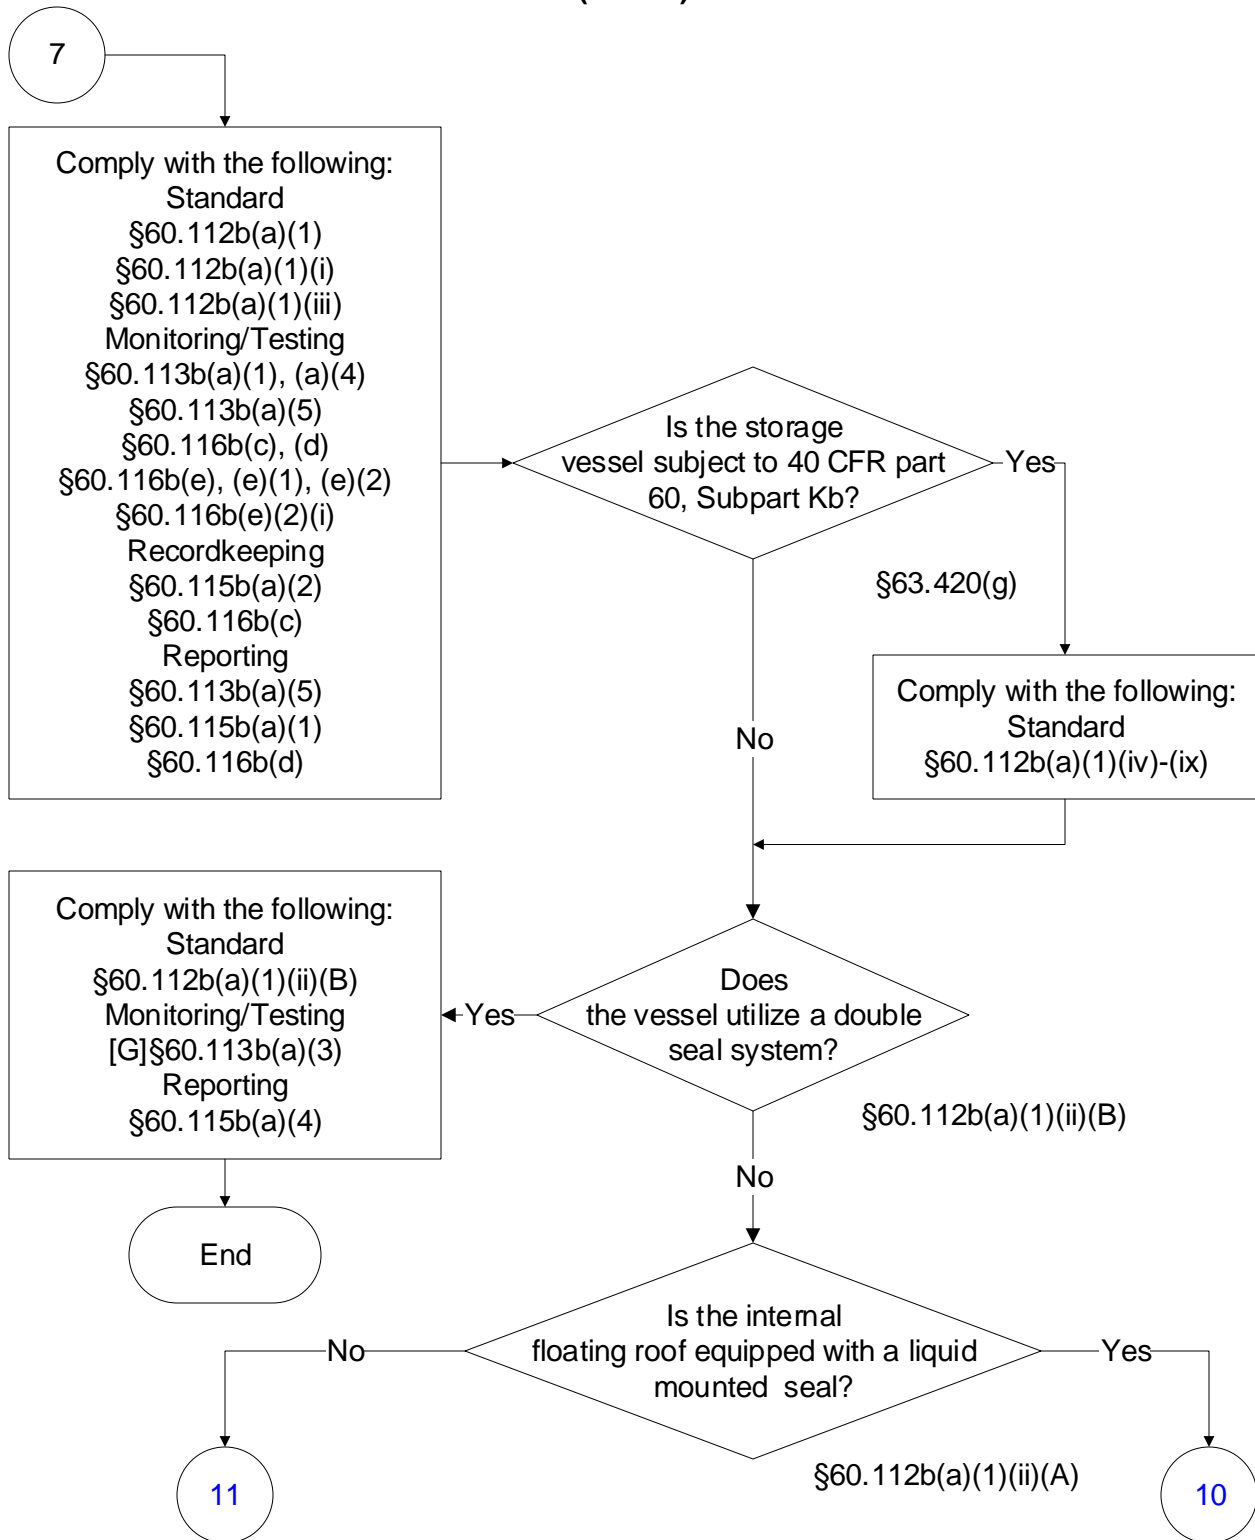 7
Comply with the following:
Standard
§60.112b(a)(1)
§60.112b(a)(1)(i)
§60.112b(a)(1)(iii)
Monitoring/Testing
§60.113b(a)(1), (a)(4)
§60.113b(a)(5)
§60.116b(c), (d)
§60.116b(e), (e)(1), (e)(2)
§60.116b(e)(2)(i)
Recordkeeping
§60.115b(a)(2)
§60.116b(c)
Reporting
§60.113b(a)(5)
§60.115b(a)(1)
§60.116b(d)
Is the storage
vessel subject to 40 CFR part
60, Subpart Kb?
Yes
§63.420(g)
No
Comply with the following:
Standard
§60.112b(a)(1)(iv)-(ix)
Does
the vessel utilize a double
seal system?
§60.112b(a)(1)(ii)(B)
Yes
Comply with the following:
Standard
§60.112b(a)(1)(ii)(B)
Monitoring/Testing
[G]§60.113b(a)(3)
Reporting
§60.115b(a)(4)
End
No
Is the internal
floating roof equipped with a liquid
mounted seal?
§60.112b(a)(1)(ii)(A)
No
Yes
11
10